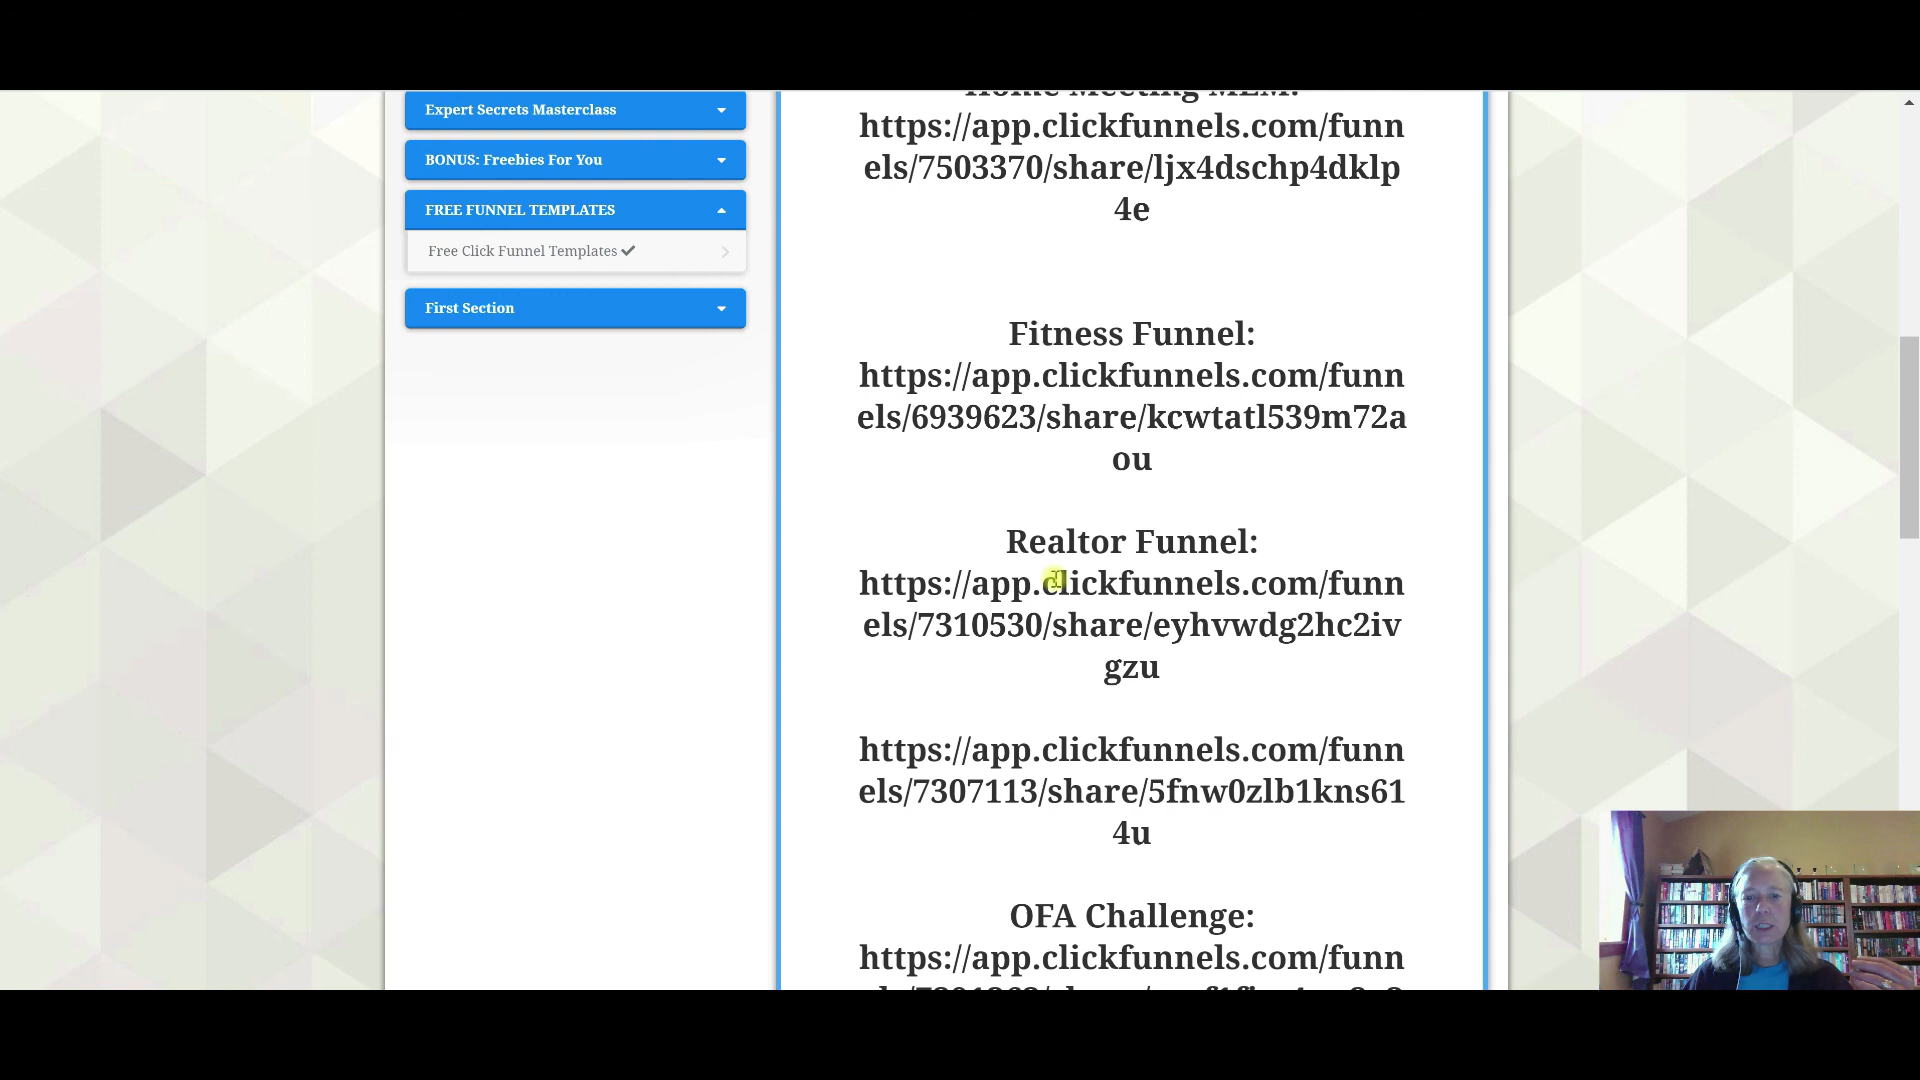 Expert Secrets Masterclass
BONUS: Freebies For You
FREE FUNNEL TEMPLATES
Free Click Funnel Templates
First Section
Home Meeting MLM:
https://app.clickfunnels.com/funn
els/7503370/share/ljx4dschp4dklp
4e
Fitness Funnel:
https://app.clickfunnels.com/funn
els/6939623/share/kcwtatl539m72a
ou
Realtor Funnel:
https://app.clickfunnels.com/funn
els/7310530/share/eyhvwdg2hc2iv
gzu
https://app.clickfunnels.com/funn
els/7307113/share/5fnw0zlb1kns61
4u
OFA Challenge:
https://app.clickfunnels.com/funn